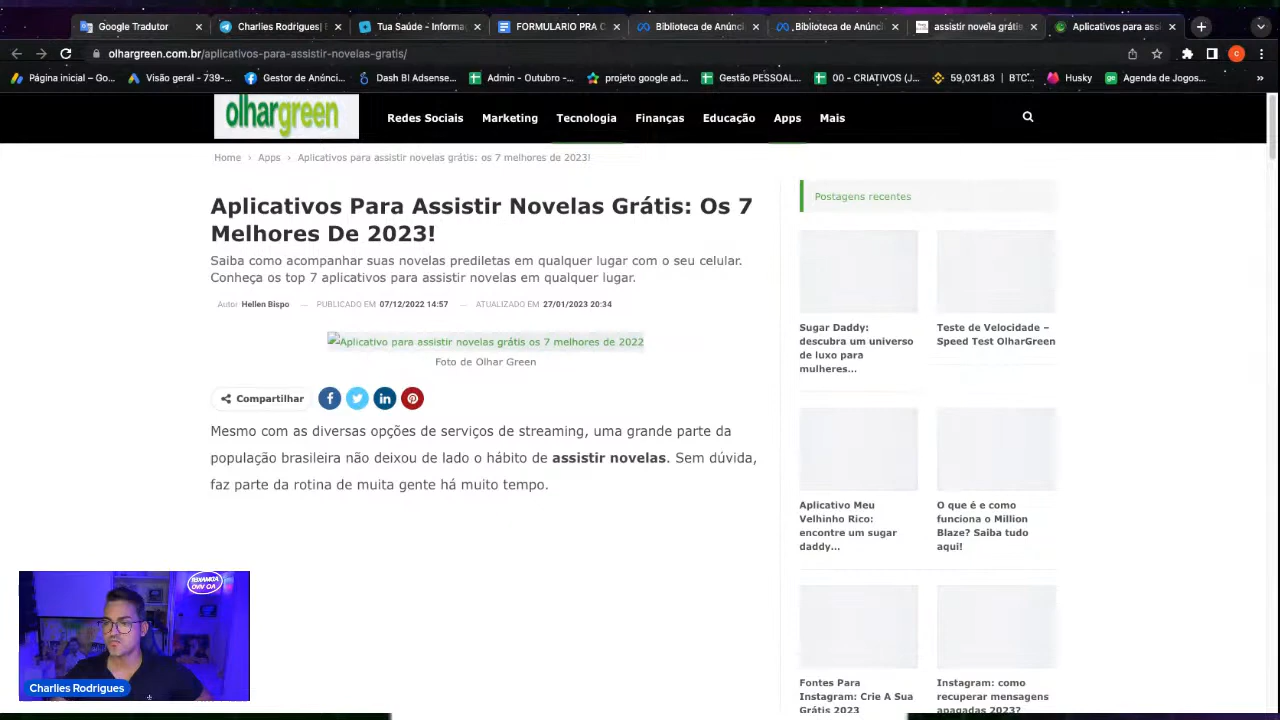 Google Tradutor
Charlies Rodrigues|
Tua Saúde - Informaç
FORMULARIO PRA C
Biblioteca de Anúnci
Biblioteca de Anúnci
assistir novela grátis
Aplicativos para assi
olhargreen.com.br/aplicativos-para-assistir-novelas-gratis/
C
Página inicial – Go...
Visão geral - 739-...
Gestor de Anúnci...
Dash BI Adsense...
Admin - Outubro -...
projeto google ad...
Gestão PESSOAL...
00 - CRIATIVOS (J...
59,031.83 | BTC...
Husky
ge
Agenda de Jogos...
»
olhargreen
Redes Sociais
Marketing
Tecnologia
Finanças
Educação
Apps
Mais
Home › Apps › Aplicativos para assistir novelas grátis: os 7 melhores de 2023!
Aplicativos Para Assistir Novelas Grátis: Os 7
Melhores De 2023!
Saiba como acompanhar suas novelas prediletas em qualquer lugar com o seu celular.
Conheça os top 7 aplicativos para assistir novelas em qualquer lugar.
Autor Hellen Bispo — PUBLICADO EM 07/12/2022 14:57 — ATUALIZADO EM 27/01/2023 20:34
Aplicativo para assistir novelas grátis os 7 melhores de 2022
Foto de Olhar Green
Compartilhar
Mesmo com as diversas opções de serviços de streaming, uma grande parte da
população brasileira não deixou de lado o hábito de assistir novelas. Sem dúvida,
faz parte da rotina de muita gente há muito tempo.
Postagens recentes
Sugar Daddy:
descubra um universo
de luxo para
mulheres...
Teste de Velocidade –
Speed Test OlharGreen
Aplicativo Meu
Velhinho Rico:
encontre um sugar
daddy...
O que é e como
funciona o Million
Blaze? Saiba tudo
aqui!
Fontes Para
Instagram: Crie A Sua
Grátis 2023
Instagram: como
recuperar mensagens
apagadas 2023?
Charlles Rodrigues